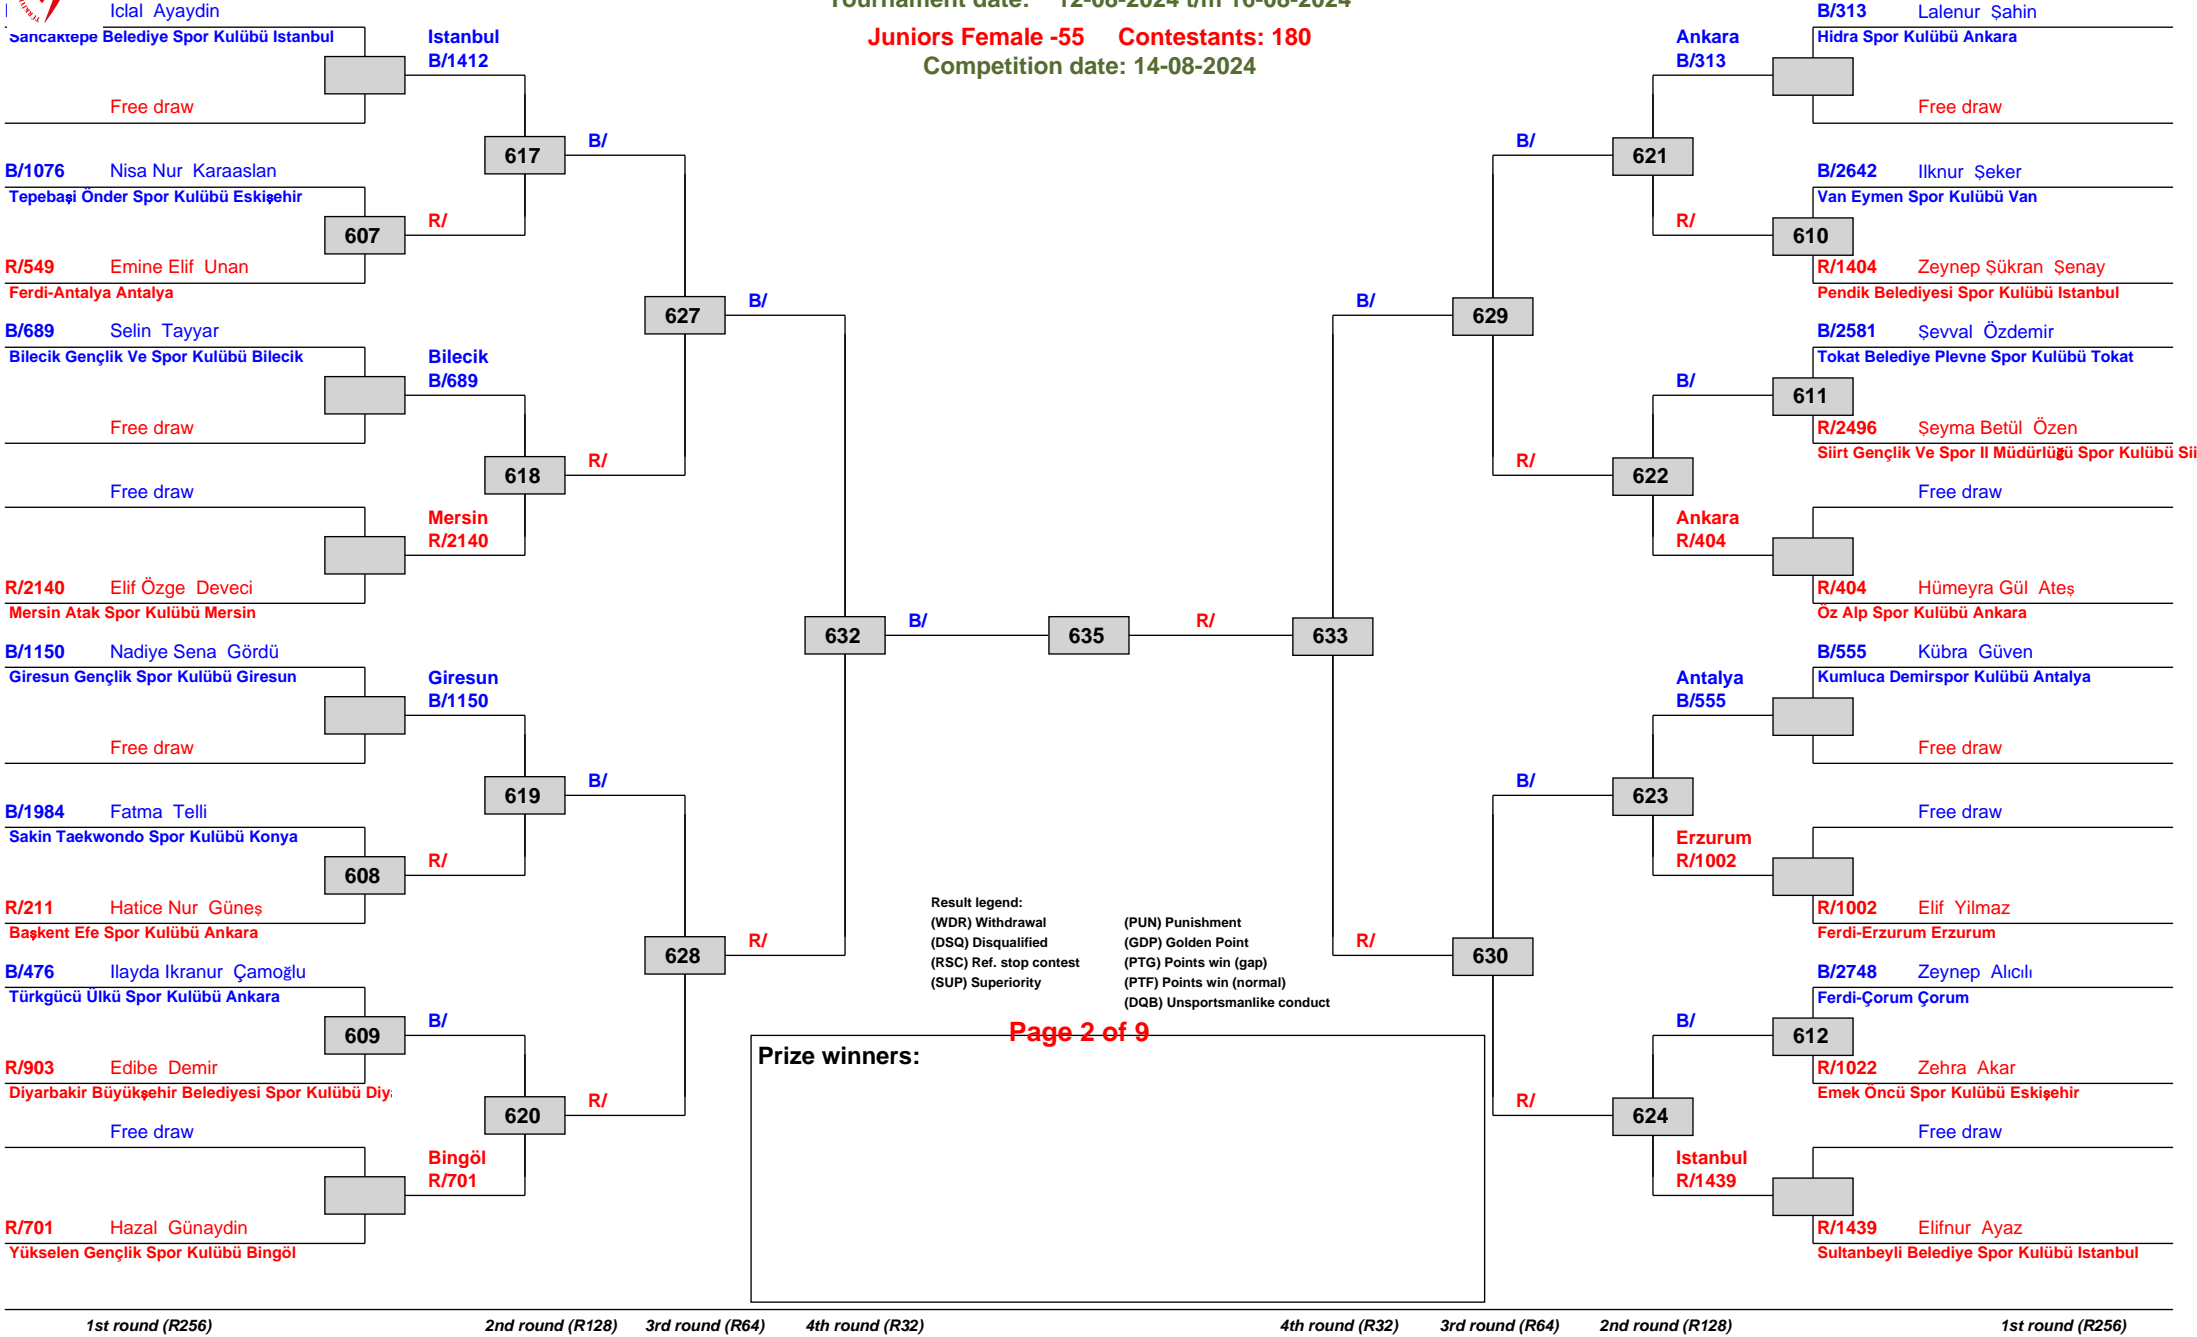 Tournament date: 12-08-2024 t/m 16-08-2024
Juniors Female -55 Contestants: 180
Competition date: 14-08-2024
Iclal Ayaydin
Sancaktepe Belediye Spor Kulübü Istanbul
Free draw
Istanbul
B/1412
B/1076 Nisa Nur Karaaslan
Tepebaşi Önder Spor Kulübü Eskişehir
607
R/
R/549 Emine Elif Unan
Ferdi-Antalya Antalya
617
B/
B/689 Selin Tayyar
Bilecik Gençlik Ve Spor Kulübü Bilecik
Free draw
Bilecik
B/689
618
R/
Free draw
Mersin
R/2140
R/2140 Elif Özge Deveci
Mersin Atak Spor Kulübü Mersin
627
B/
B/1150 Nadiye Sena Gördü
Giresun Gençlik Spor Kulübü Giresun
Free draw
Giresun
B/1150
619
B/
B/1984 Fatma Telli
Sakin Taekwondo Spor Kulübü Konya
608
R/
R/211 Hatice Nur Güneş
Başkent Efe Spor Kulübü Ankara
628
R/
B/476 Ilayda Ikranur Çamoğlu
Türkgücü Ülkü Spor Kulübü Ankara
609
B/
R/903 Edibe Demir
Diyarbakir Büyükşehir Belediyesi Spor Kulübü Diy
620
R/
Free draw
Bingöl
R/701
R/701 Hazal Günaydin
Yükselen Gençlik Spor Kulübü Bingöl
632
B/
635
R/
633
B/313 Lalenur Şahin
Hidra Spor Kulübü Ankara
Free draw
Ankara
B/313
621
B/
B/2642 Ilknur Şeker
Van Eymen Spor Kulübü Van
610
R/
R/1404 Zeynep Şükran Şenay
Pendik Belediyesi Spor Kulübü Istanbul
629
B/
B/2581 Şevval Özdemir
Tokat Belediye Plevne Spor Kulübü Tokat
611
B/
R/2496 Şeyma Betül Özen
Siirt Gençlik Ve Spor Il Müdürlüğü Spor Kulübü Sii
622
R/
Free draw
Ankara
R/404
R/404 Hümeyra Gül Ateş
Öz Alp Spor Kulübü Ankara
B/555 Kübra Güven
Kumluca Demirspor Kulübü Antalya
Free draw
Antalya
B/555
623
B/
Free draw
Erzurum
R/1002
R/1002 Elif Yilmaz
Ferdi-Erzurum Erzurum
630
R/
B/2748 Zeynep Alıcılı
Ferdi-Çorum Çorum
612
B/
R/1022 Zehra Akar
Emek Öncü Spor Kulübü Eskişehir
624
R/
Free draw
Istanbul
R/1439
R/1439 Elifnur Ayaz
Sultanbeyli Belediye Spor Kulübü Istanbul
Result legend:
(WDR) Withdrawal (PUN) Punishment
(DSQ) Disqualified (GDP) Golden Point
(RSC) Ref. stop contest (PTG) Points win (gap)
(SUP) Superiority (PTF) Points win (normal)
(DQB) Unsportsmanlike conduct
Page 2 of 9
Prize winners:
1st round (R256) 2nd round (R128) 3rd round (R64) 4th round (R32) 4th round (R32) 3rd round (R64) 2nd round (R128) 1st round (R256)